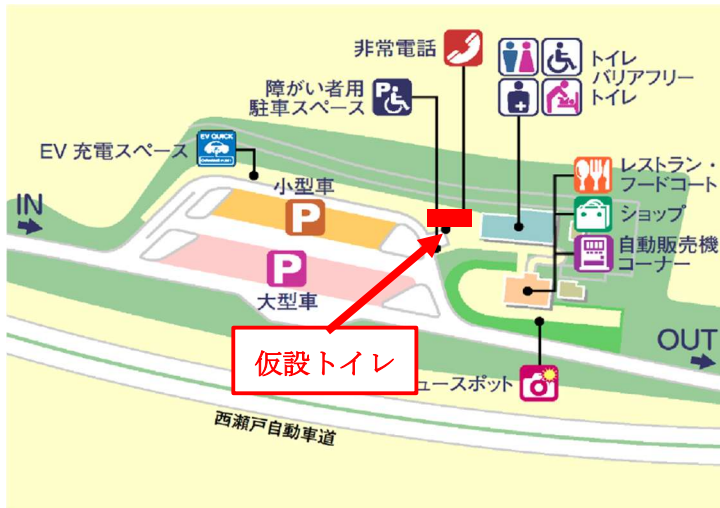 非常電話
トイレ
バリアフリー
トイレ
障がい者用
駐車スペース
P
EV QUICK
EV 充電スペース
小型車
P
レストラン・
フードコート
ショップ
自動販売機
コーナー
IN
P
大型車
OUT
仮設トイレ
ュースポット
西瀬戸自動車道